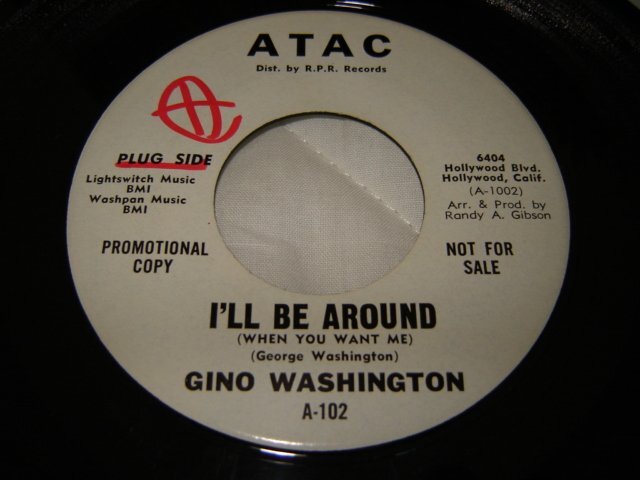 ATAC
Dist. by R.P.R. Records
PLUG SIDE
Lightswitch Music
BMI
Washpan Music
BMI
PROMOTIONAL
COPY
6404
Hollywood Blvd.
Hollywood, Calif.
(A-1002)
Arr. & Prod. by
Randy A. Gibson
NOT FOR
SALE
I'LL BE AROUND
(WHEN YOU WANT ME)
(George Washington)
GINO WASHINGTON
A-102